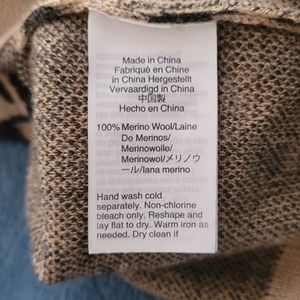 Made in China
Fabriqué en Chine
in China Hergestellt
Vervaardigd in China
中国製
Hecho en China
100% Merino Wool/Laine
De Merinos/
Merinowolle/
Merinowol/メリノウ
ール/lana merino
Hand wash cold
separately. Non-chlorine
bleach only. Reshape and
lay flat to dry. Warm iron as
needed. Dry clean if